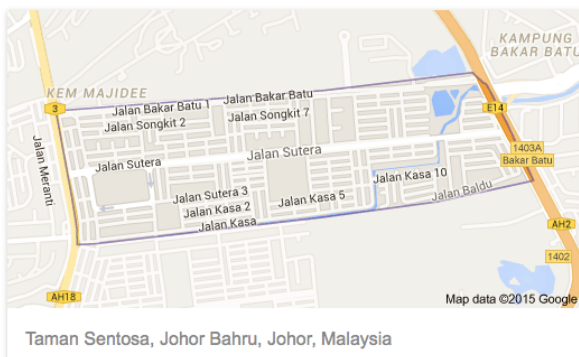 KAMPUNG
BAKAR BATU
KEM MAJIDEE
3
Jalan Bakar Batu 1
Jalan Bakar Batu
E14
Jalan Songkit 2
Jalan Songkit 7
1403A
Bakar Batu
Jalan Meranti
Jalan Sutera
Jalan Sutera
Jalan Kasa 10
Jalan Sutera 3
Jalan Kasa 2
Jalan Kasa 5
Jalan Baldu
Jalan Kasa
AH2
1402
AH18
Map data ©2015 Google
Taman Sentosa, Johor Bahru, Johor, Malaysia